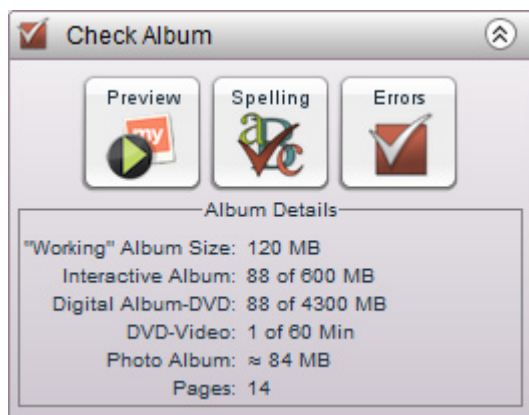 Check Album
Preview Spelling Errors
my
aBc
Album Details
"Working" Album Size: 120 MB
Interactive Album: 88 of 600 MB
Digital Album-DVD: 88 of 4300 MB
DVD-Video: 1 of 60 Min
Photo Album: ≈ 84 MB
Pages: 14